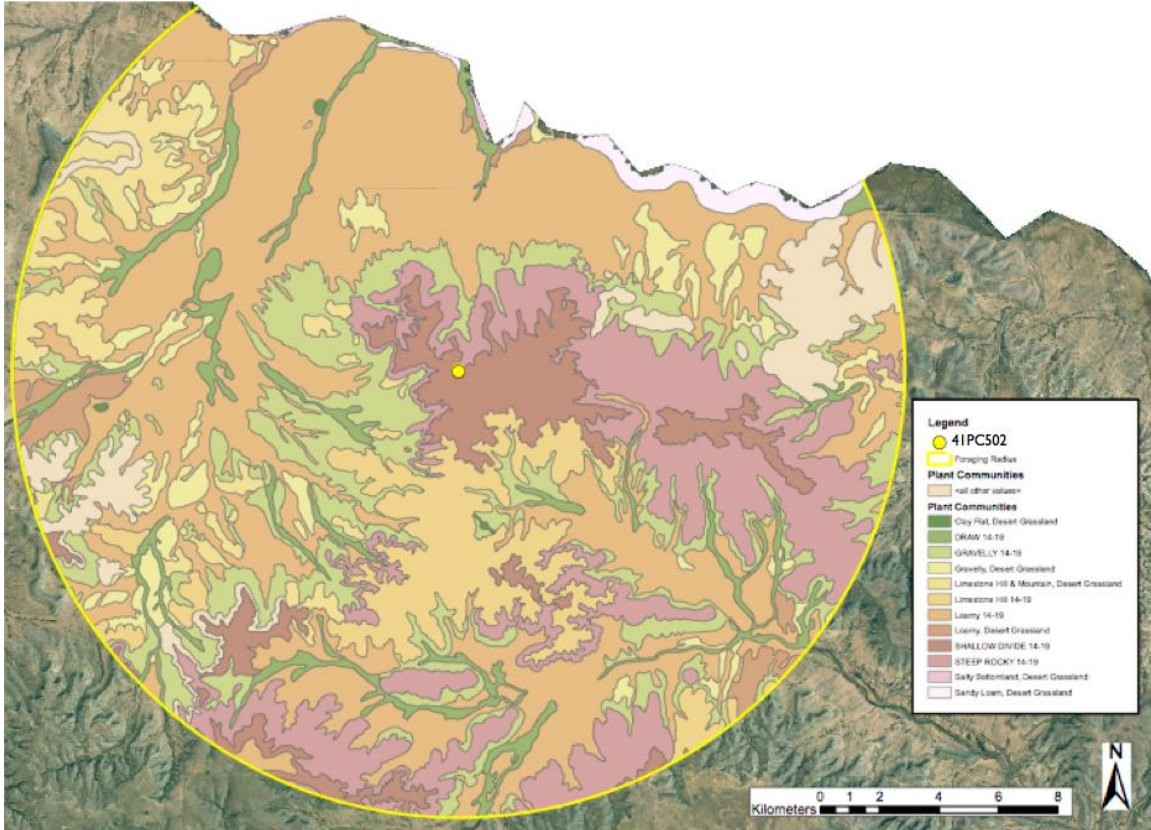 Legend
41PC502
Foraging Radius
Plant Communities
<all other values>
Plant Communities
Clay Flat, Desert Grassland
DRAW 14-19
GRAVELLY 14-19
Gravelly, Desert Grassland
Limestone Hill & Mountain, Desert Grassland
Limestone Hill 14-19
Loamy 14-19
Loamy, Desert Grassland
SHALLOW DIVIDE 14-19
STEEP ROCKY 14-19
Salty Bottomland, Desert Grassland
Sandy Loam, Desert Grassland
N
Kilometers 0 1 2 4 6 8